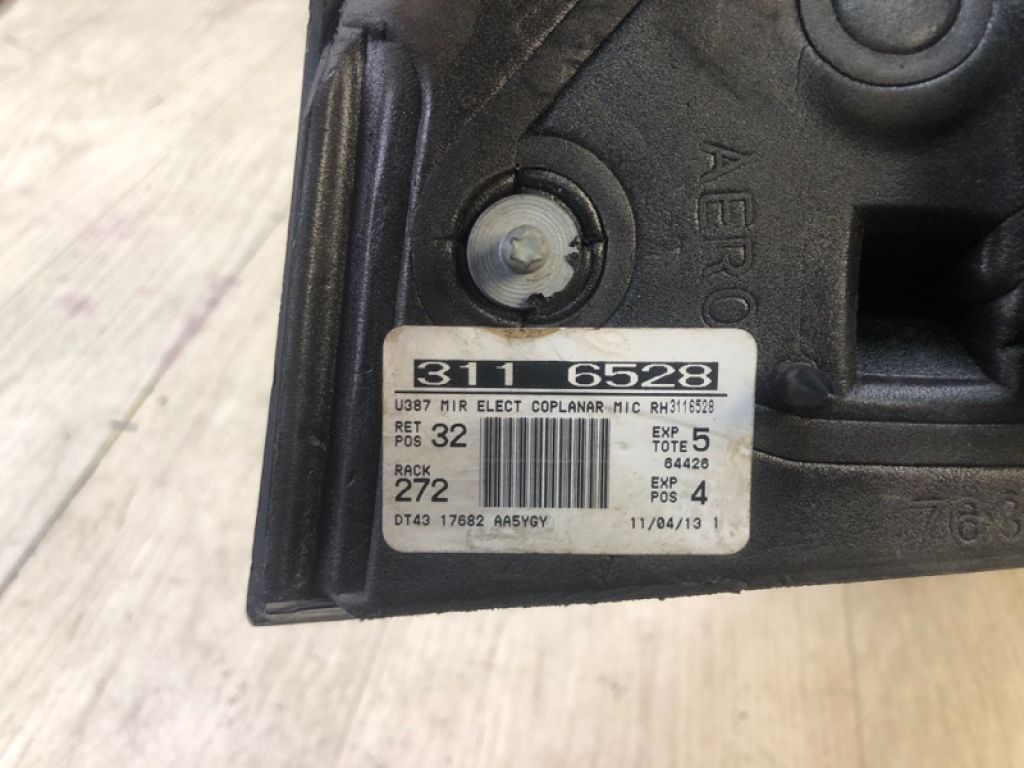 AERO
311 6528
U387 MIR ELECT COPLANAR MIC RH3116528
RET POS 32
EXP TOTE 5
64426
RACK 272
EXP POS 4
DT43 17682 AA5YGY 11/04/13 1
763